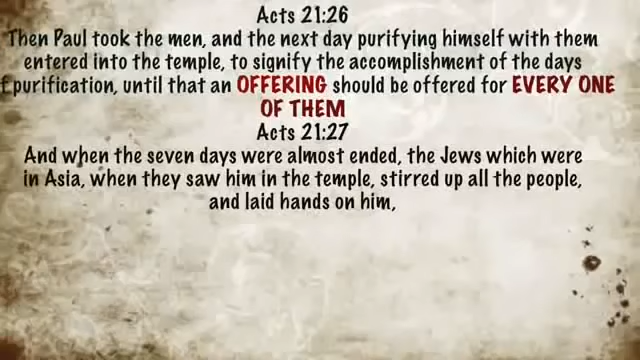 Acts 21:26
Then Paul took the men, and the next day purifying himself with them
entered into the temple, to signify the accomplishment of the days
f purification, until that an OFFERING should be offered for EVERY ONE
OF THEM
Acts 21:27
And when the seven days were almost ended, the Jews which were
in Asia, when they saw him in the temple, stirred up all the people,
and laid hands on him,